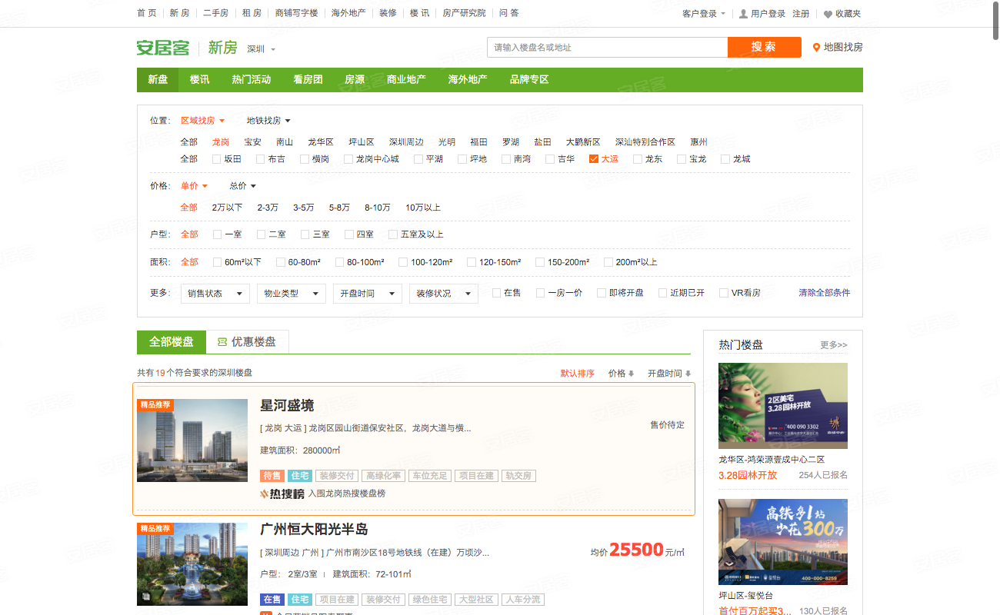 首 页 新 房 二手房 租 房 商铺写字楼 海外地产 装修 楼 讯 房产研究院 问 答 客户登录 用户登录 注册 收藏夹
安居客 新房 深圳 请输入楼盘名或地址 搜 索 地图找房
新盘 楼讯 热门活动 看房团 房源 商业地产 海外地产 品牌专区
位置： 区域找房 地铁找房
全部 龙岗 宝安 南山 龙华区 坪山区 深圳周边 光明 福田 罗湖 盐田 大鹏新区 深汕特别合作区 惠州
全部 坂田 布吉 横岗 龙岗中心城 平湖 坪地 南湾 吉华 大运 龙东 宝龙 龙城
价格： 单价 总价
全部 2万以下 2-3万 3-5万 5-8万 8-10万 10万以上
户型： 全部 一室 二室 三室 四室 五室及以上
面积： 全部 60m²以下 60-80m² 80-100m² 100-120m² 120-150m² 150-200m² 200m²以上
更多： 销售状态 物业类型 开盘时间 装修状况 在售 一房一价 即将开盘 近期已开 VR看房 清除全部条件
全部楼盘 优惠楼盘
共有19个符合要求的深圳楼盘 默认排序 价格 开盘时间
精品推荐
星河盛境
[ 龙岗 大运 ] 龙岗区园山街道保安社区，龙岗大道与横...
售价待定
建筑面积：280000㎡
待售 住宅 装修交付 高绿化率 车位充足 项目在建 轨交房
热搜榜 入围龙岗热搜楼盘榜
精品推荐
广州恒大阳光半岛
[ 深圳周边 广州 ] 广州市南沙区18号地铁线（在建）万顷沙...
均价25500元/㎡
户型： 2室/3室 建筑面积：72-101㎡
在售 住宅 项目在建 装修交付 绿色住宅 大型社区 人车分流
热门楼盘 更多>>
2区美宅
3.28园林开放
400 090 3302
龙华区-鸿荣源壹成中心二区
3.28园林开放 254人已报名
高铁多1站
少花300万
400-000-8259
坪山区-玺悦台
首付百万起买3... 130人已报名